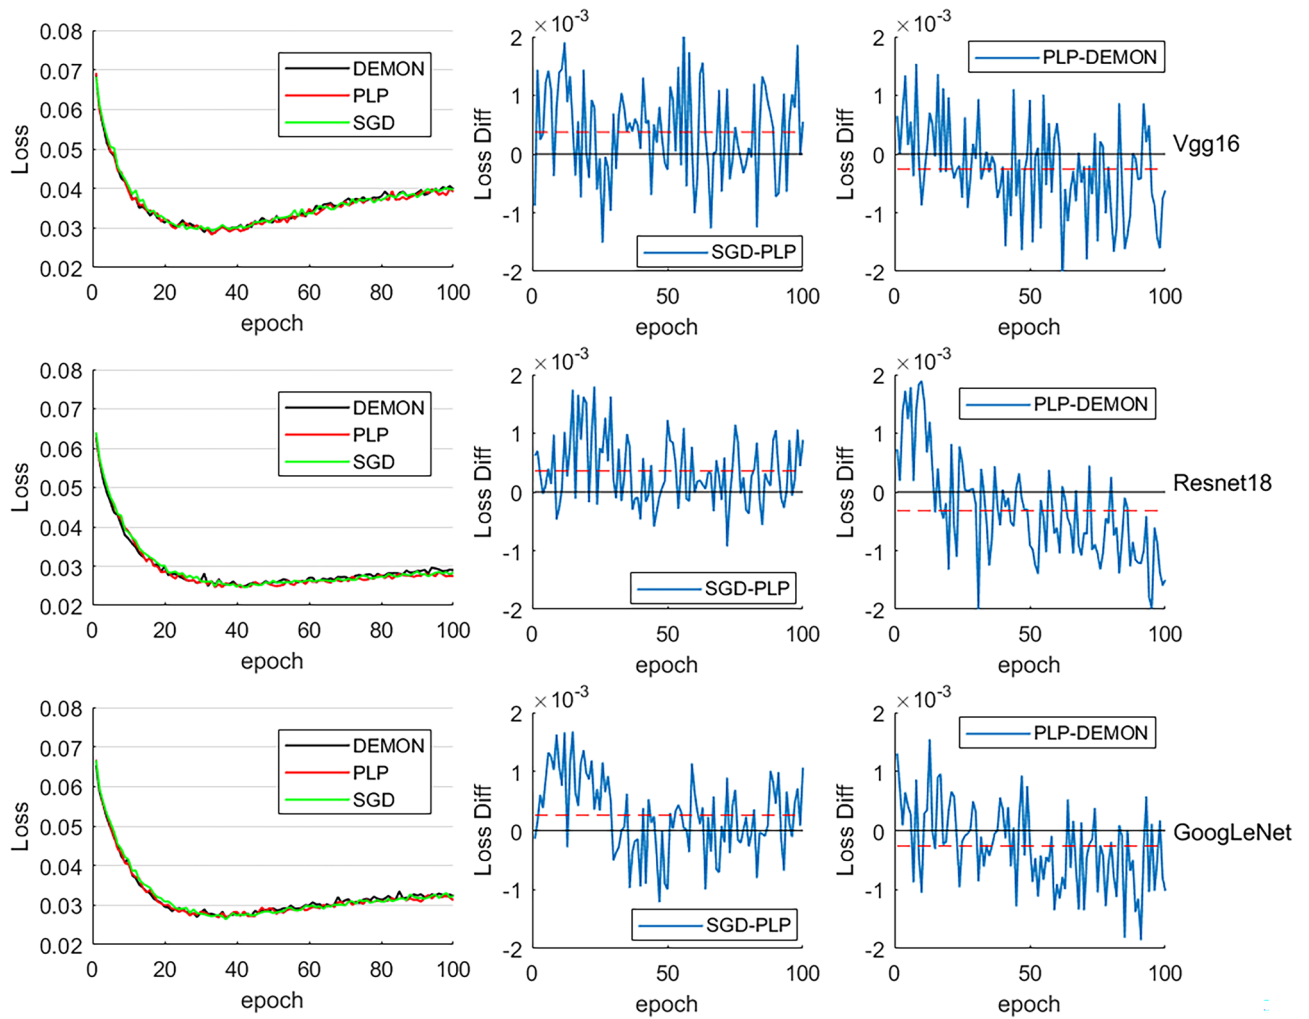 0.08
0.07
0.06
0.05
0.04
0.03
0.02
Loss
DEMON
PLP
SGD
0 20 40 60 80 100
epoch
×10-3
2
1
0
-1
-2
Loss Diff
SGD-PLP
0 50 100
epoch
×10-3
2
1
0
-1
-2
Loss Diff
PLP-DEMON
0 50 100
epoch
Vgg16
0.08
0.07
0.06
0.05
0.04
0.03
0.02
Loss
DEMON
PLP
SGD
0 20 40 60 80 100
epoch
×10-3
2
1
0
-1
-2
Loss Diff
SGD-PLP
0 50 100
epoch
×10-3
2
1
0
-1
-2
Loss Diff
PLP-DEMON
0 50 100
epoch
Resnet18
0.08
0.07
0.06
0.05
0.04
0.03
0.02
Loss
DEMON
PLP
SGD
0 20 40 60 80 100
epoch
×10-3
2
1
0
-1
-2
Loss Diff
SGD-PLP
0 50 100
epoch
×10-3
2
1
0
-1
-2
Loss Diff
PLP-DEMON
0 50 100
epoch
GoogLeNet